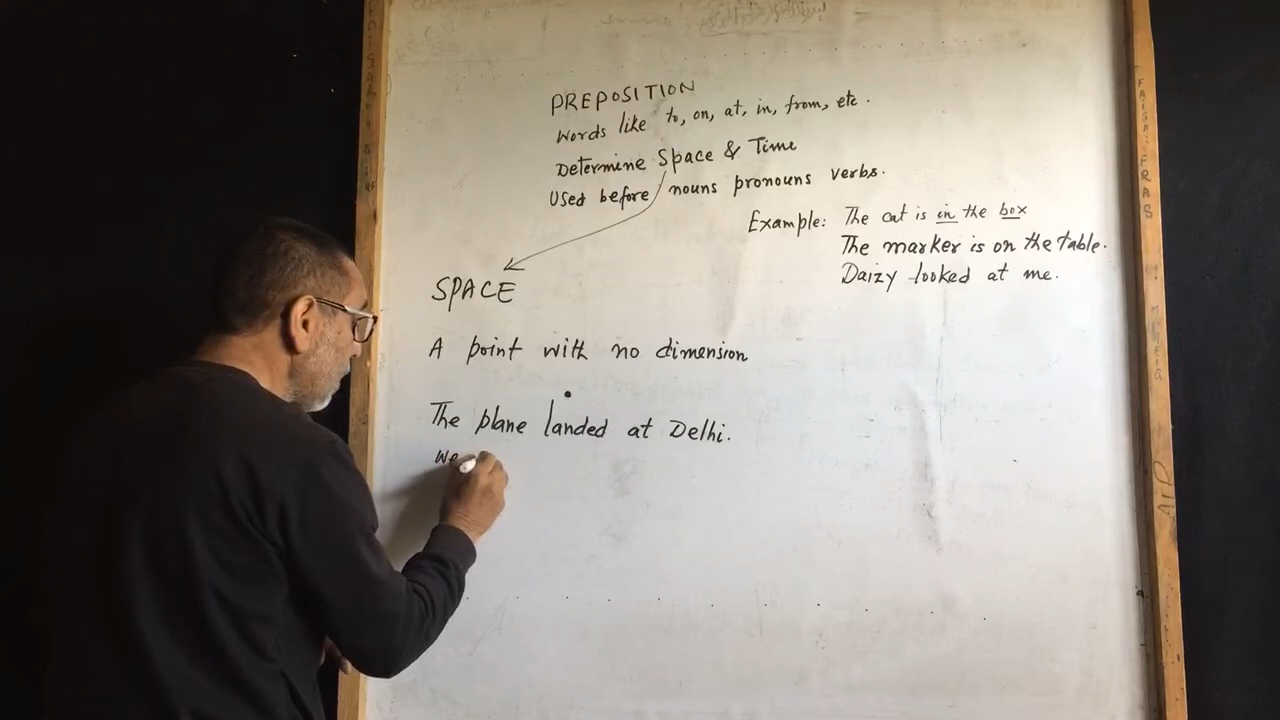 PREPOSITION
Words like to, on, at, in, from, etc.
Determine Space & Time
Used before nouns pronouns verbs.
Example: The cat is in the box
The marker is on the table.
Daizy looked at me.
SPACE
A point with no dimension
The plane landed at Delhi.
We